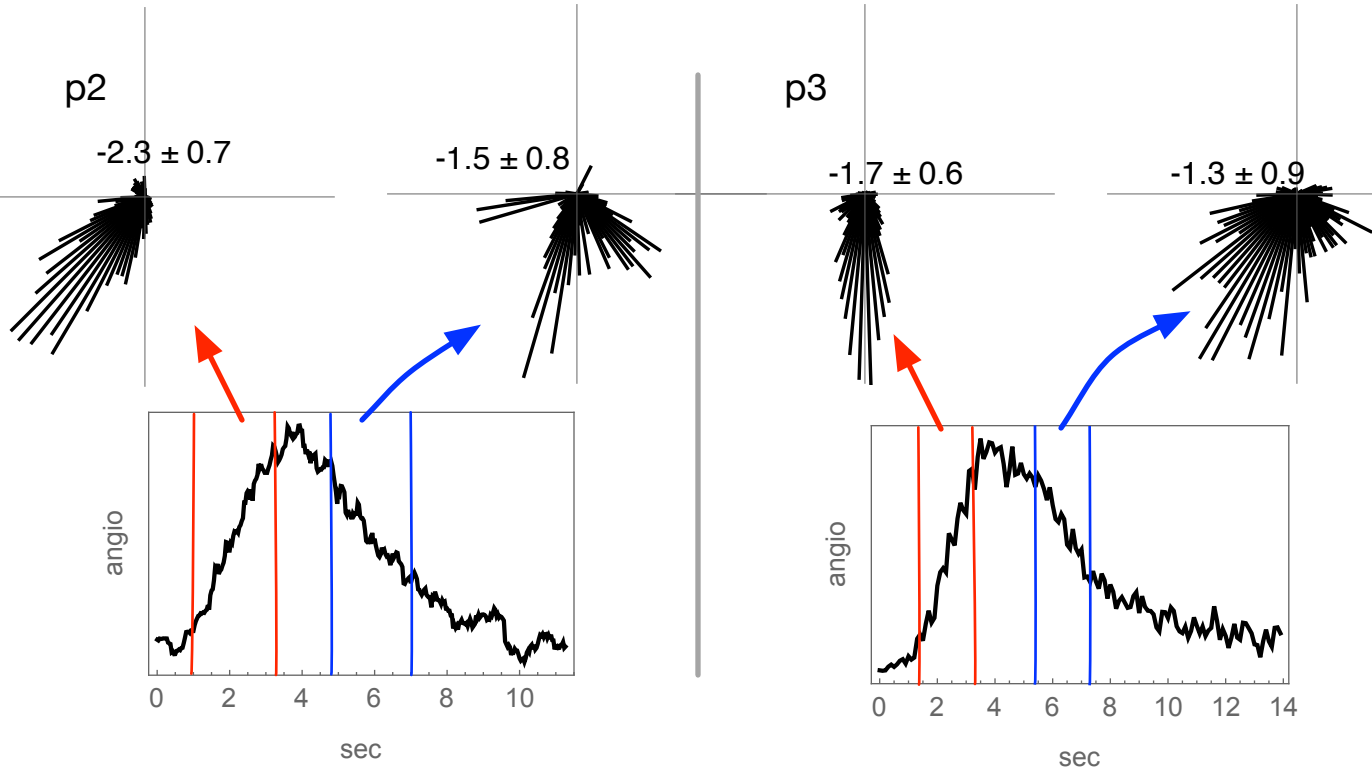 p2
-2.3 ± 0.7
-1.5 ± 0.8
angio
0 2 4 6 8 10
sec
p3
-1.7 ± 0.6
-1.3 ± 0.9
angio
0 2 4 6 8 10 12 14
sec